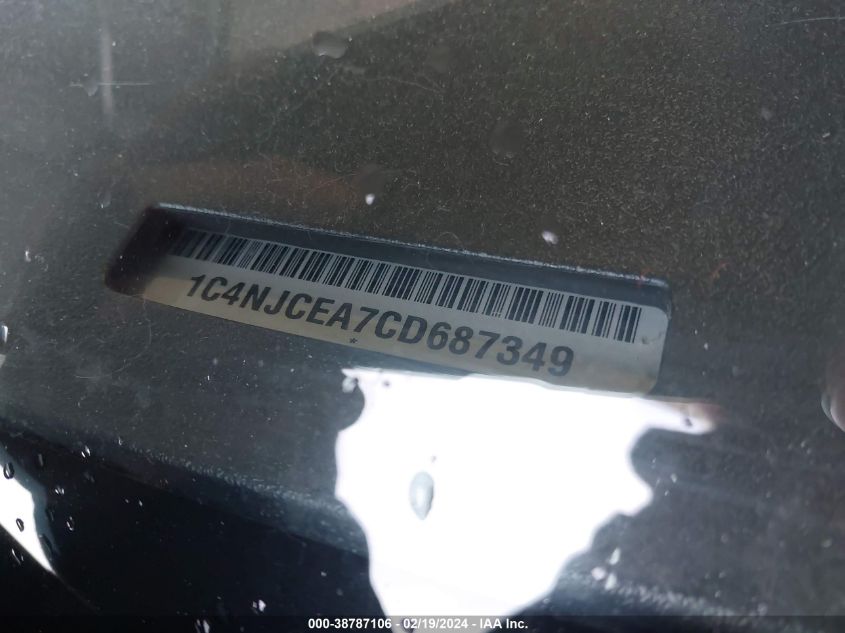 1C4NJCEA7CD687349
*
000-38787106 - 02/19/2024 - IAA Inc.